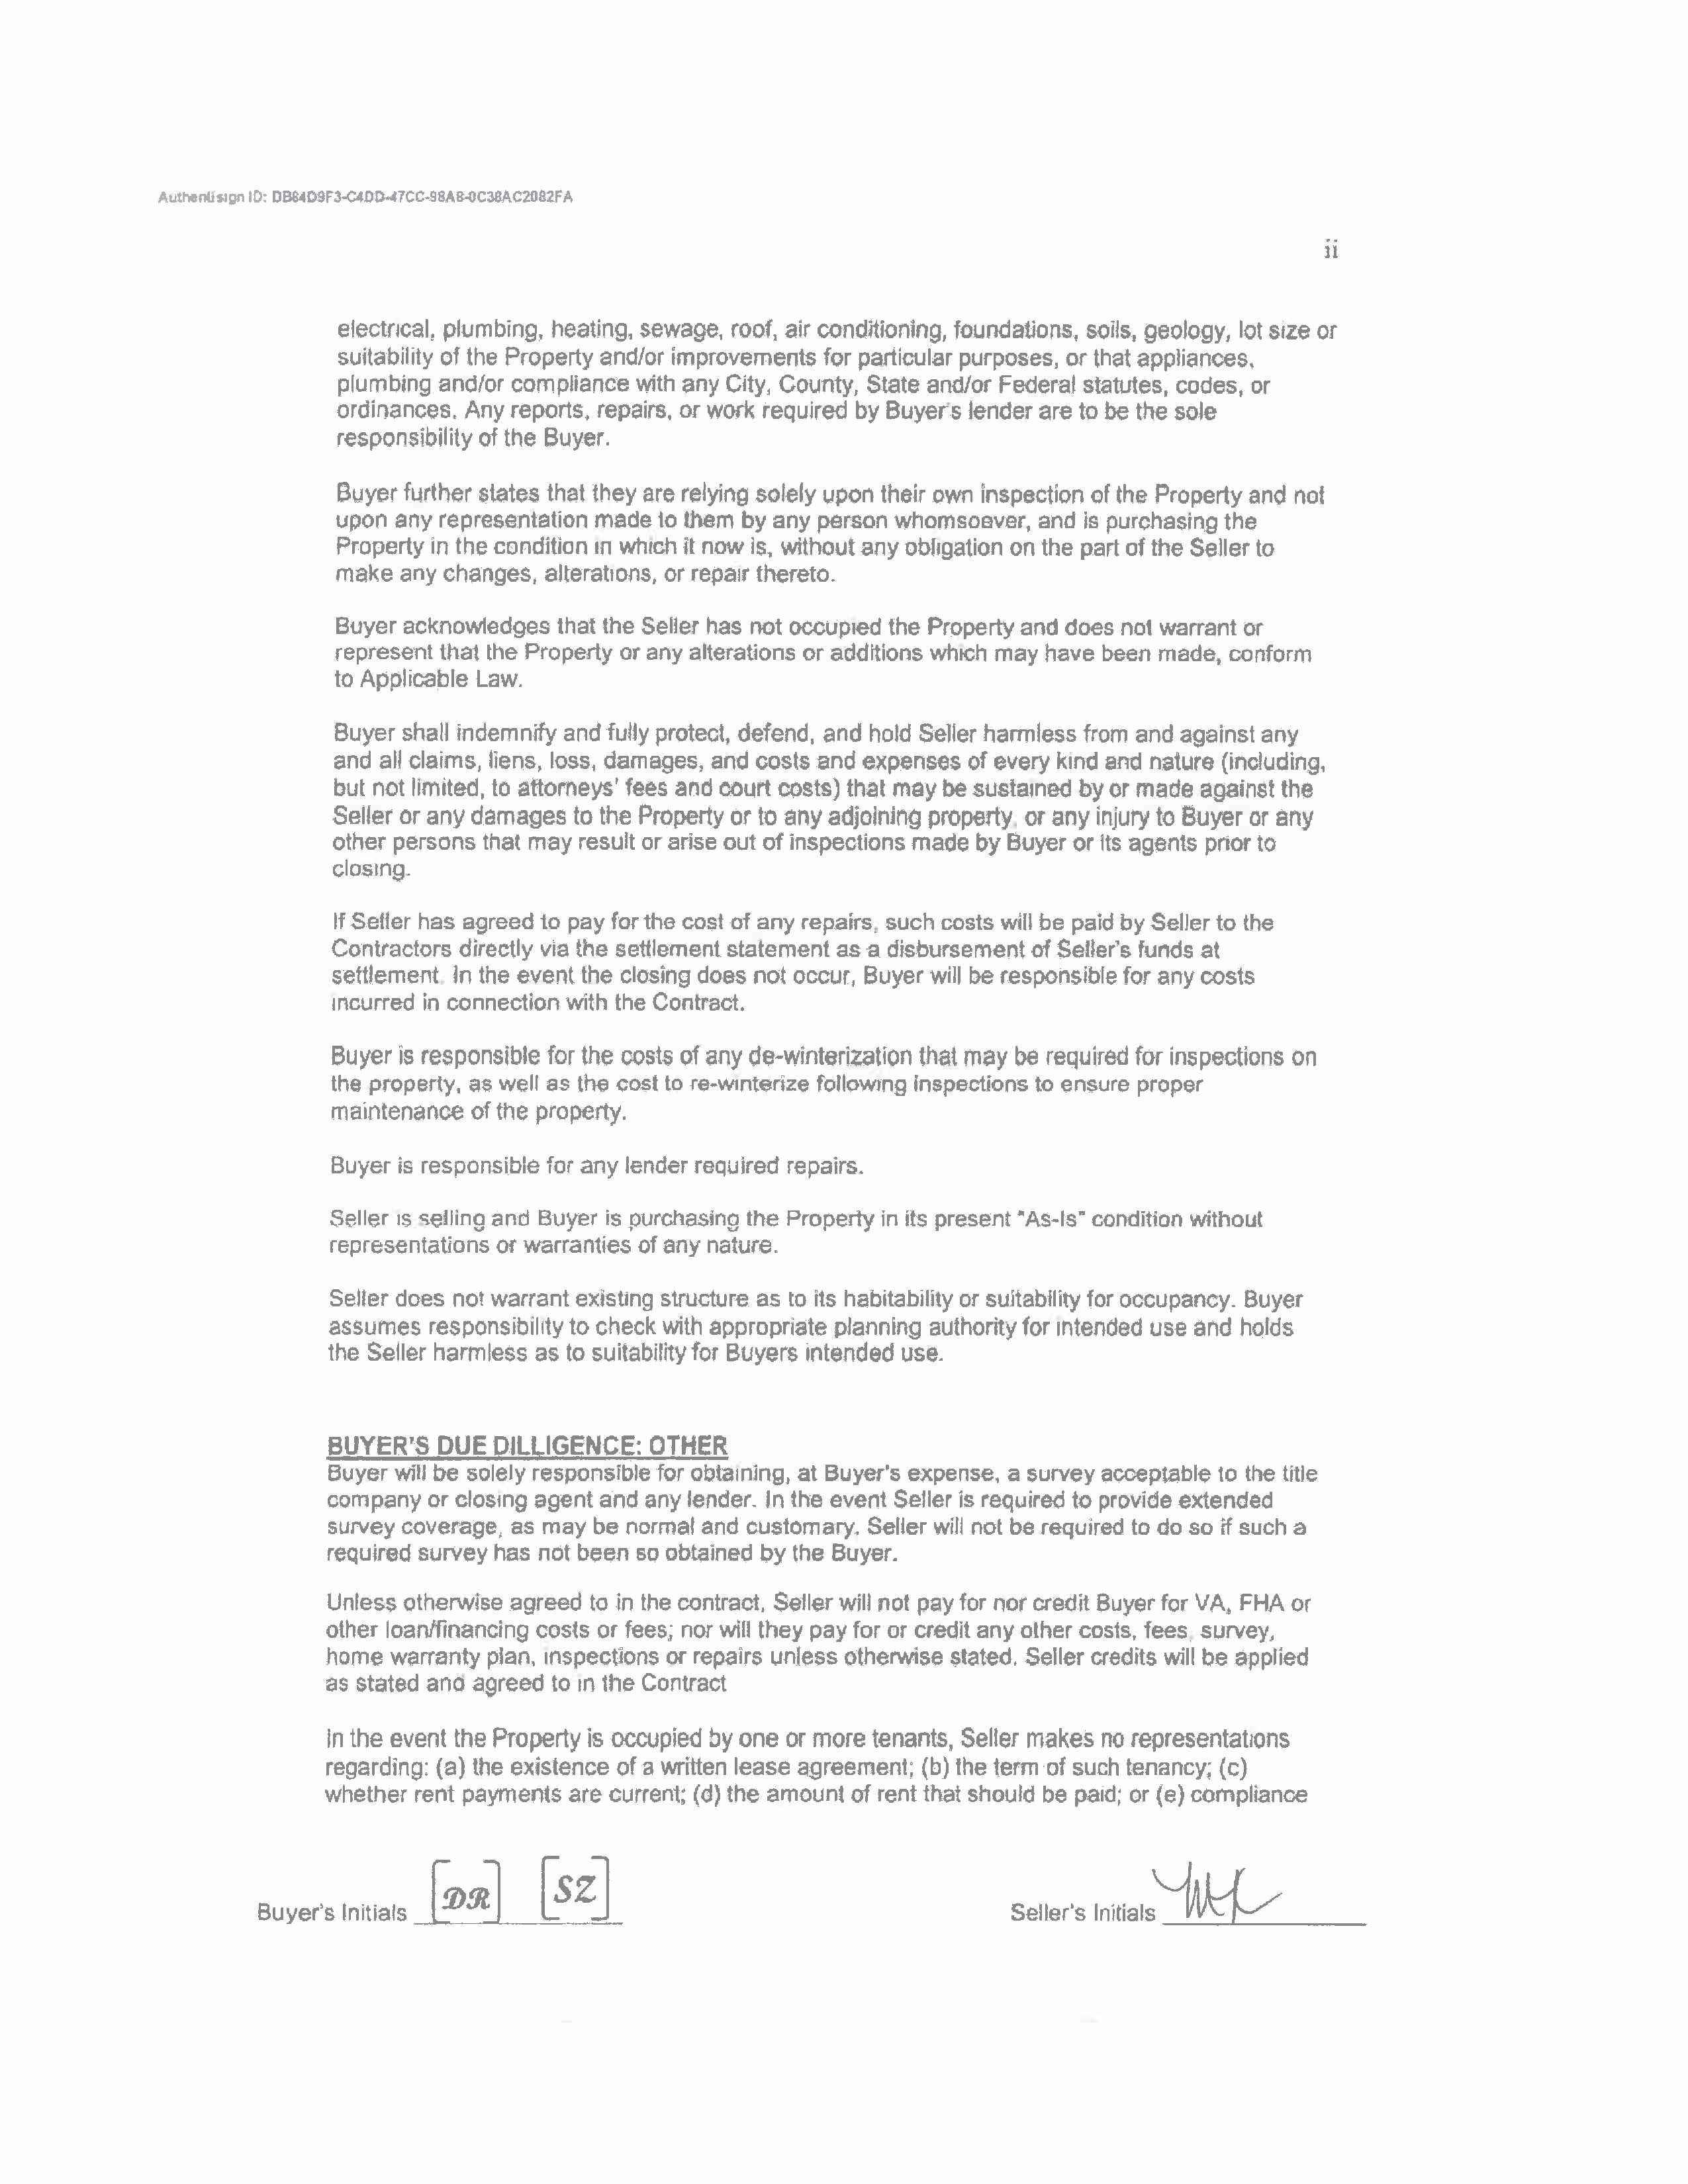 Authentisign ID: DB84D9F3-C4DD-47CC-98A8-0C38AC2082FA
ii
electrical, plumbing, heating, sewage, roof, air conditioning, foundations, soils, geology, lot size or
suitability of the Property and/or improvements for particular purposes, or that appliances,
plumbing and/or compliance with any City, County, State and/or Federal statutes, codes, or
ordinances. Any reports, repairs, or work required by Buyer's lender are to be the sole
responsibility of the Buyer.
Buyer further states that they are relying solely upon their own inspection of the Property and not
upon any representation made to them by any person whomsoever, and is purchasing the
Property in the condition in which it now is, without any obligation on the part of the Seller to
make any changes, alterations, or repair thereto.
Buyer acknowledges that the Seller has not occupied the Property and does not warrant or
represent that the Property or any alterations or additions which may have been made, conform
to Applicable Law.
Buyer shall indemnify and fully protect, defend, and hold Seller harmless from and against any
and all claims, liens, loss, damages, and costs and expenses of every kind and nature (including,
but not limited, to attorneys' fees and court costs) that may be sustained by or made against the
Seller or any damages to the Property or to any adjoining property, or any injury to Buyer or any
other persons that may result or arise out of inspections made by Buyer or its agents prior to
closing.
If Seller has agreed to pay for the cost of any repairs, such costs will be paid by Seller to the
Contractors directly via the settlement statement as a disbursement of Seller's funds at
settlement. In the event the closing does not occur, Buyer will be responsible for any costs
incurred in connection with the Contract.
Buyer is responsible for the costs of any de-winterization that may be required for inspections on
the property, as well as the cost to re-winterize following inspections to ensure proper
maintenance of the property.
Buyer is responsible for any lender required repairs.
Seller is selling and Buyer is purchasing the Property in its present "As-Is" condition without
representations or warranties of any nature.
Seller does not warrant existing structure as to its habitability or suitability for occupancy. Buyer
assumes responsibility to check with appropriate planning authority for intended use and holds
the Seller harmless as to suitability for Buyers intended use.
BUYER'S DUE DILLIGENCE: OTHER
Buyer will be solely responsible for obtaining, at Buyer's expense, a survey acceptable to the title
company or closing agent and any lender. In the event Seller is required to provide extended
survey coverage, as may be normal and customary. Seller will not be required to do so if such a
required survey has not been so obtained by the Buyer.
Unless otherwise agreed to in the contract, Seller will not pay for nor credit Buyer for VA, FHA or
other loan/financing costs or fees; nor will they pay for or credit any other costs, fees, survey,
home warranty plan, inspections or repairs unless otherwise stated. Seller credits will be applied
as stated and agreed to in the Contract
In the event the Property is occupied by one or more tenants, Seller makes no representations
regarding: (a) the existence of a written lease agreement; (b) the term of such tenancy; (c)
whether rent payments are current; (d) the amount of rent that should be paid; or (e) compliance
Buyer's Initials DR SZ Seller's Initials